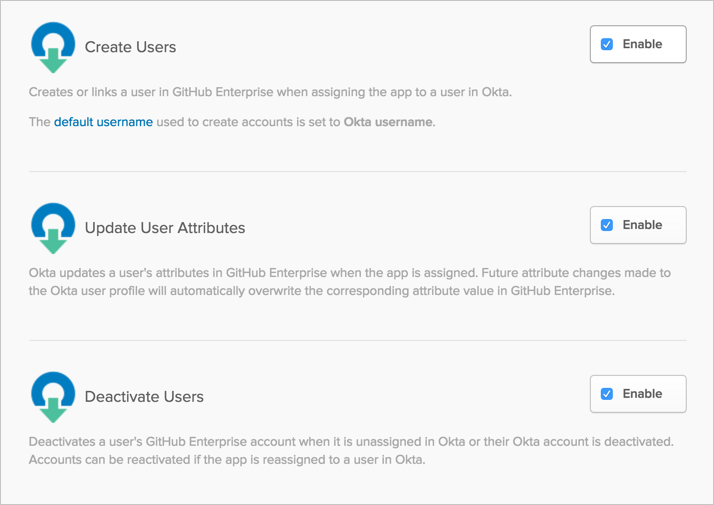 Create Users
Enable
Creates or links a user in GitHub Enterprise when assigning the app to a user in Okta.
The default username used to create accounts is set to Okta username.
Update User Attributes
Enable
Okta updates a user's attributes in GitHub Enterprise when the app is assigned. Future attribute changes made to
the Okta user profile will automatically overwrite the corresponding attribute value in GitHub Enterprise.
Deactivate Users
Enable
Deactivates a user's GitHub Enterprise account when it is unassigned in Okta or their Okta account is deactivated.
Accounts can be reactivated if the app is reassigned to a user in Okta.